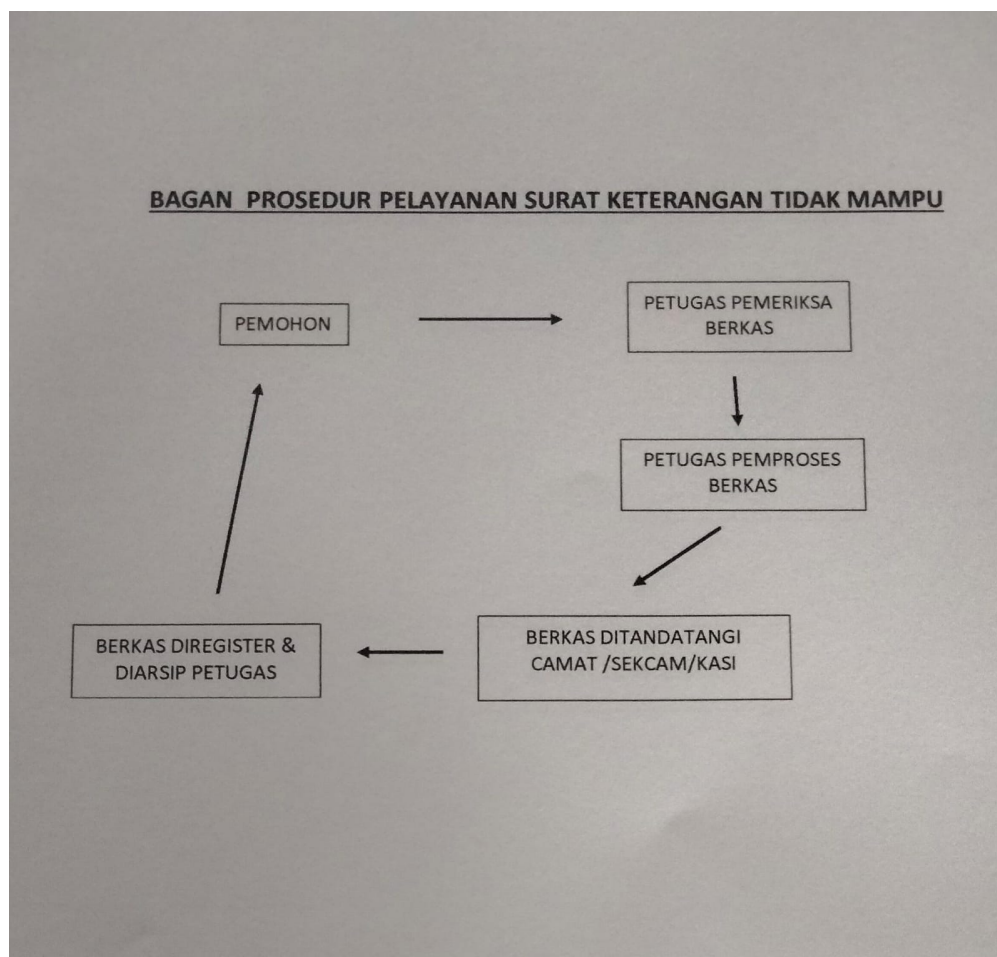 BAGAN PROSEDUR PELAYANAN SURAT KETERANGAN TIDAK MAMPU
PEMOHON
PETUGAS PEMERIKSA
BERKAS
PETUGAS PEMPROSES
BERKAS
BERKAS DITANDATANGI
CAMAT /SEKCAM/KASI
BERKAS DIREGISTER &
DIARSIP PETUGAS